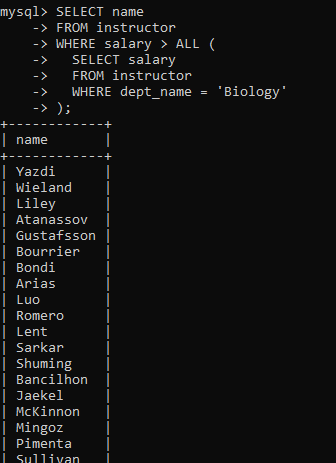 mysql> SELECT name
    -> FROM instructor
    -> WHERE salary > ALL (
    ->   SELECT salary
    ->   FROM instructor
    ->   WHERE dept_name = 'Biology'
    -> );
+------------+
| name       |
+------------+
| Yazdi      |
| Wieland    |
| Liley      |
| Atanassov  |
| Gustafsson |
| Bourrier   |
| Bondi      |
| Arias      |
| Luo        |
| Romero     |
| Lent       |
| Sarkar     |
| Shuming    |
| Bancilhon  |
| Jaekel     |
| McKinnon   |
| Mingoz     |
| Pimenta    |
| Sullivan   |